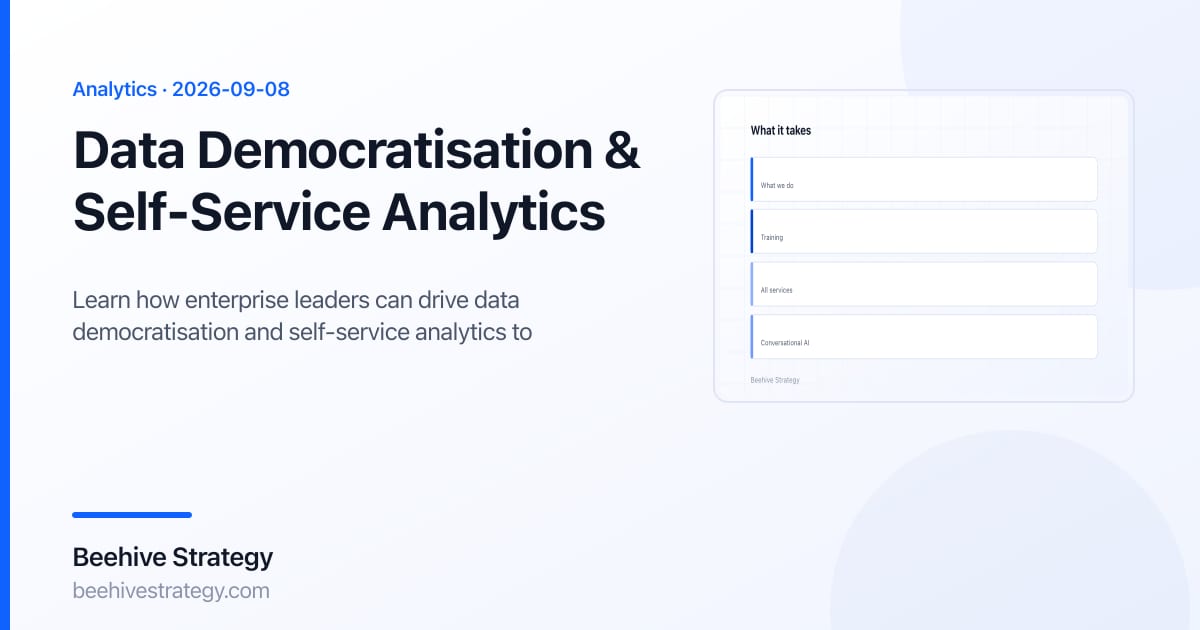 Analytics · 2026-09-08
Data Democratisation &
Self-Service Analytics
Learn how enterprise leaders can drive data
democratisation and self-service analytics to
Beehive Strategy
beehivestrategy.com
What it takes
What we do
Training
All services
Conversational AI
Beehive Strategy